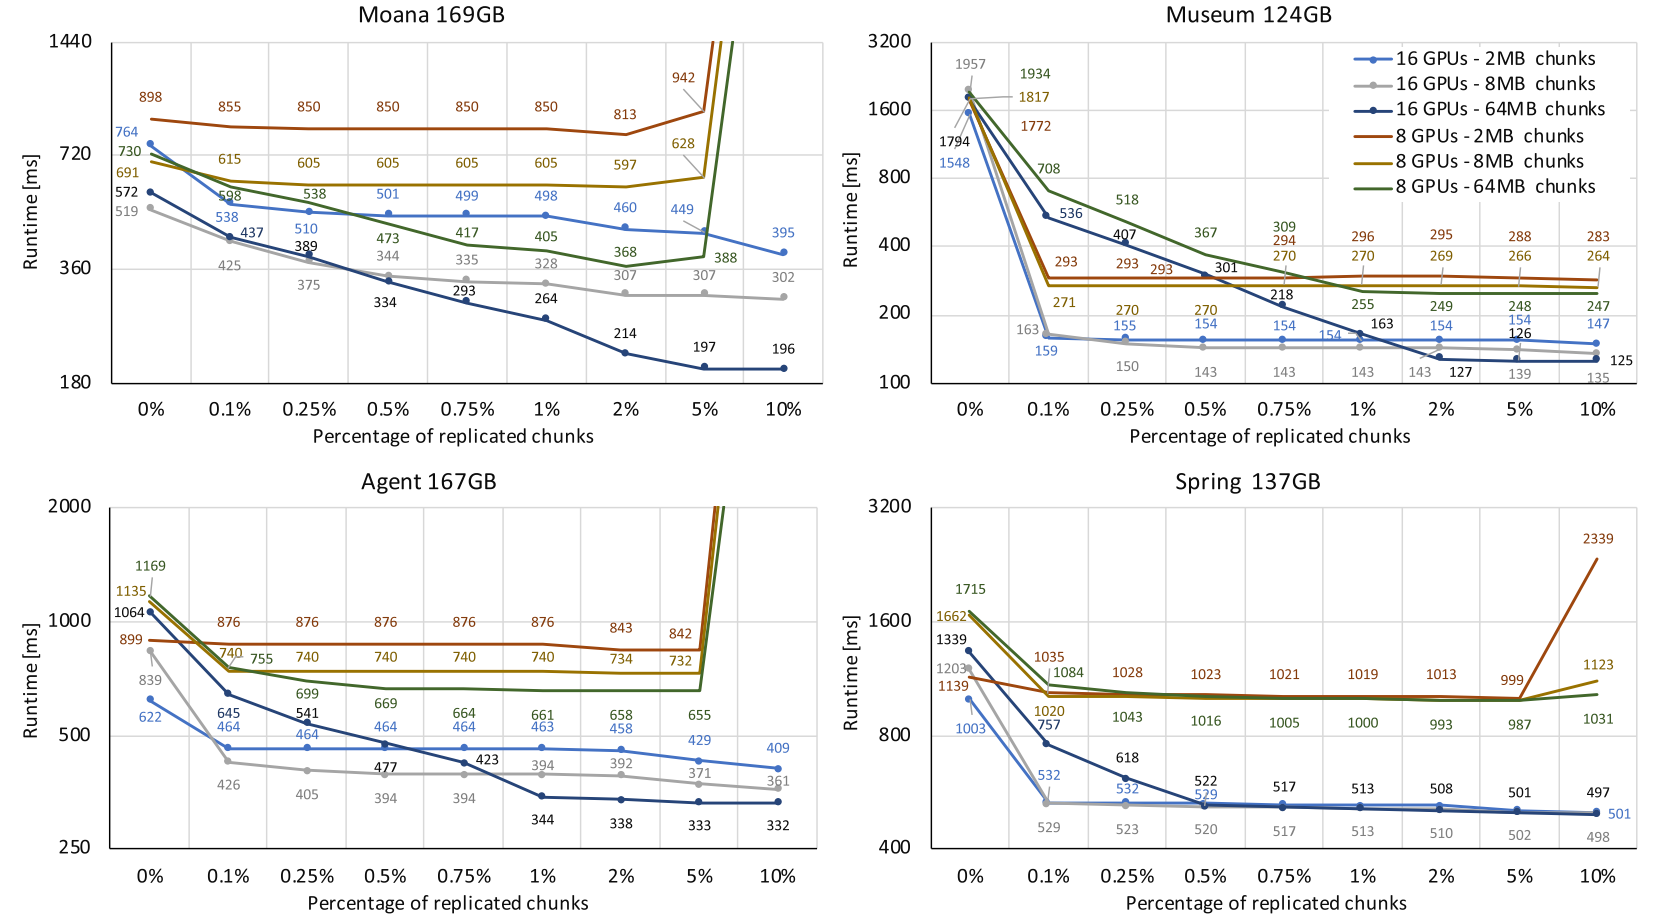 Moana 169GB
1440
720
360
180
Runtime [ms]
898 855 850 850 850 850 813 942
764 538 510 501 499 498 460 449 395
730 598 538 473 417 405 368 388
691 615 605 605 605 605 597 628
572 437 389 334 293 264 214 197 196
519 425 375 344 335 328 307 307 302
0% 0.1% 0.25% 0.5% 0.75% 1% 2% 5% 10%
Percentage of replicated chunks
Museum 124GB
3200
1600
800
400
200
100
Runtime [ms]
16 GPUs - 2MB chunks
16 GPUs - 8MB chunks
16 GPUs - 64MB chunks
8 GPUs - 2MB chunks
8 GPUs - 8MB chunks
8 GPUs - 64MB chunks
1957 163 150 143 143 143 143 139 135
1934 708 518 367 309 255 249 248 247
1817 271 270 270 270 270 269 266 264
1772 293 293 293 294 296 295 288 283
1794 536 407 301 218 163 127 126 125
1548 159 155 154 154 154 154 154 147
0% 0.1% 0.25% 0.5% 0.75% 1% 2% 5% 10%
Percentage of replicated chunks
Agent 167GB
2000
1000
500
250
Runtime [ms]
1169 755 699 669 664 661 658 655
1135 740 740 740 740 740 734 732
1064 645 541 477 423 344 338 333 332
899 876 876 876 876 876 843 842
839 426 405 394 394 394 392 371 361
622 464 464 464 464 463 458 429 409
0% 0.1% 0.25% 0.5% 0.75% 1% 2% 5% 10%
Percentage of replicated chunks
Spring 137GB
3200
1600
800
400
Runtime [ms]
1715 1084 1043 1016 1005 1000 993 987 1031
1662 1020 1123
1339 757 618 522 517 513 508 501 497
1203 529 523 520 517 513 510 502 498
1139 1035 1028 1023 1021 1019 1013 999 2339
1003 532 532 529 501
0% 0.1% 0.25% 0.5% 0.75% 1% 2% 5% 10%
Percentage of replicated chunks